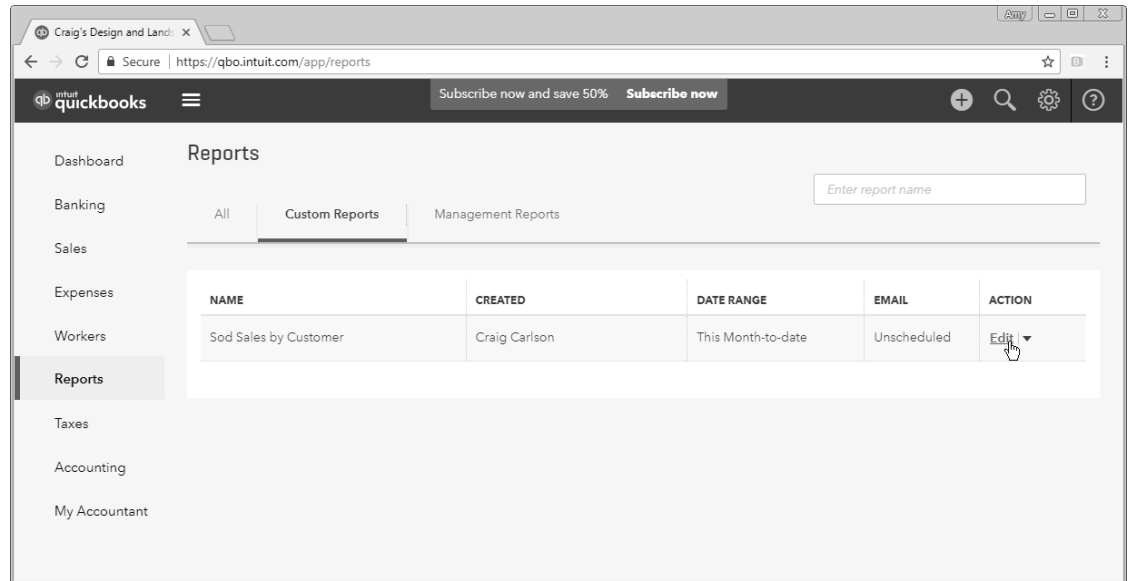 Amy
Craig's Design and Lands
Secure https://qbo.intuit.com/app/reports
qb intuit quickbooks
Subscribe now and save 50% Subscribe now
Dashboard
Banking
Sales
Expenses
Workers
Reports
Taxes
Accounting
My Accountant
Reports
Enter report name
All Custom Reports Management Reports
NAME CREATED DATE RANGE EMAIL ACTION
Sod Sales by Customer Craig Carlson This Month-to-date Unscheduled Edit